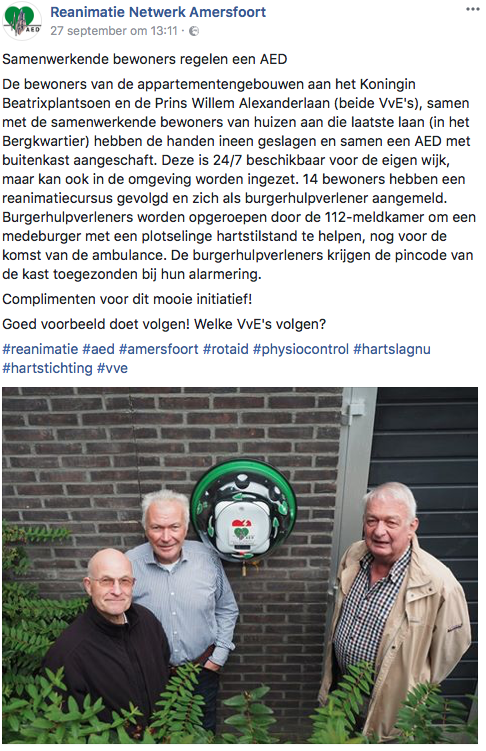 Reanimatie Netwerk Amersfoort
27 september om 13:11 ·
Samenwerkende bewoners regelen een AED
De bewoners van de appartementengebouwen aan het Koningin
Beatrixplantsoen en de Prins Willem Alexanderlaan (beide VvE's), samen
met de samenwerkende bewoners van huizen aan die laatste laan (in het
Bergkwartier) hebben de handen ineen geslagen en samen een AED met
buitenkast aangeschaft. Deze is 24/7 beschikbaar voor de eigen wijk,
maar kan ook in de omgeving worden ingezet. 14 bewoners hebben een
reanimatiecursus gevolgd en zich als burgerhulpverlener aangemeld.
Burgerhulpverleners worden opgeroepen door de 112-meldkamer om een
medeburger met een plotselinge hartstilstand te helpen, nog voor de
komst van de ambulance. De burgerhulpverleners krijgen de pincode van
de kast toegezonden bij hun alarmering.
Complimenten voor dit mooie initiatief!
Goed voorbeeld doet volgen! Welke VvE's volgen?
#reanimatie #aed #amersfoort #rotaid #physiocontrol #hartslagnu
#hartstichting #vve
AED
AED